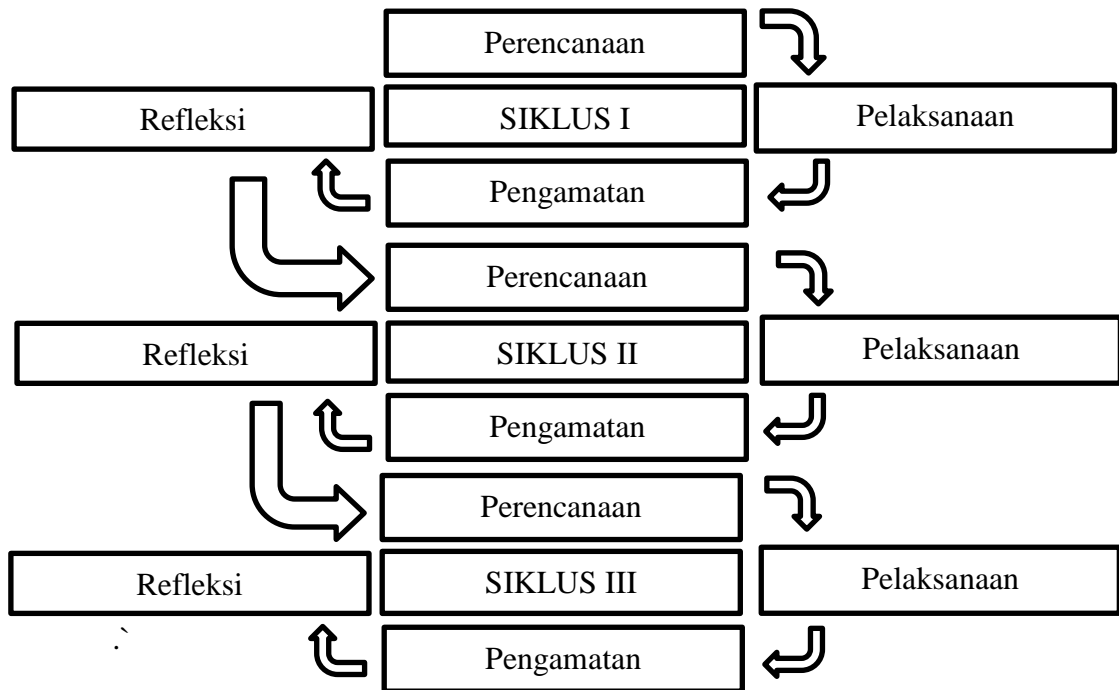 Perencanaan
Refleksi
SIKLUS I
Pelaksanaan
Pengamatan
Perencanaan
Refleksi
SIKLUS II
Pelaksanaan
Pengamatan
Perencanaan
Refleksi
SIKLUS III
Pelaksanaan
.`
Pengamatan